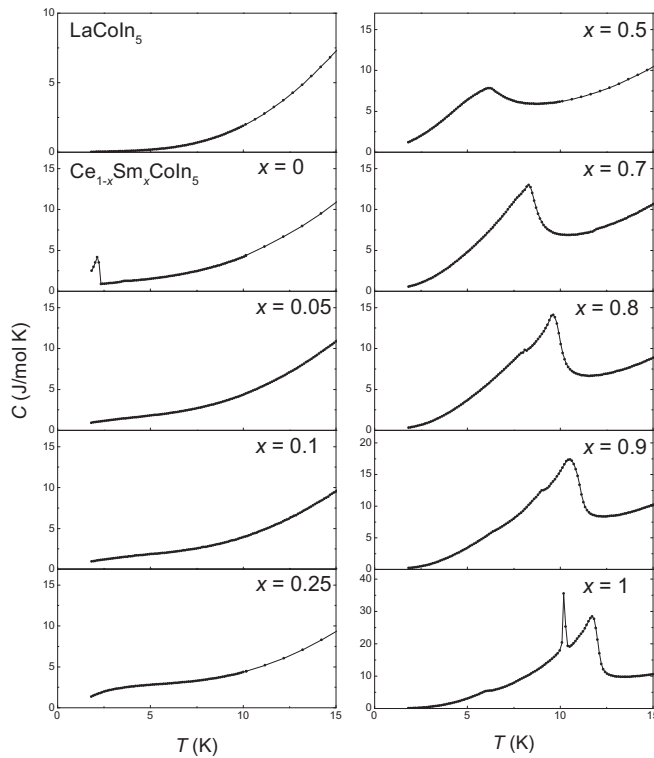 C (J/mol K)
LaCoIn₅
10
5
0
Ce₁₋ₓSmₓCoIn₅
x = 0
15
10
5
0
x = 0.05
15
10
5
0
x = 0.1
15
10
5
0
x = 0.25
10
5
0
0 5 10 15
T (K)
x = 0.5
15
10
5
0
x = 0.7
15
10
5
0
x = 0.8
15
10
5
0
x = 0.9
20
15
10
5
0
x = 1
40
30
20
10
0
0 5 10 15
T (K)